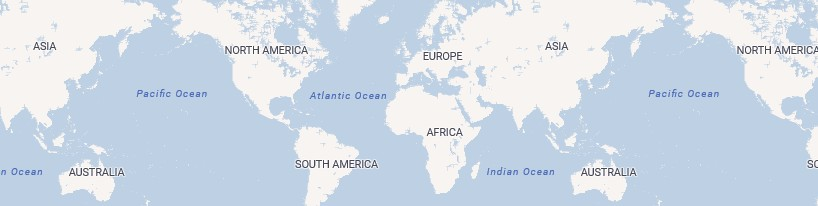 ASIA
NORTH AMERICA
EUROPE
ASIA
NORTH AMERICA
Pacific Ocean
Atlantic Ocean
Pacific Ocean
AFRICA
SOUTH AMERICA
SO
n Ocean
AUSTRALIA
Indian Ocean
AUSTRALIA